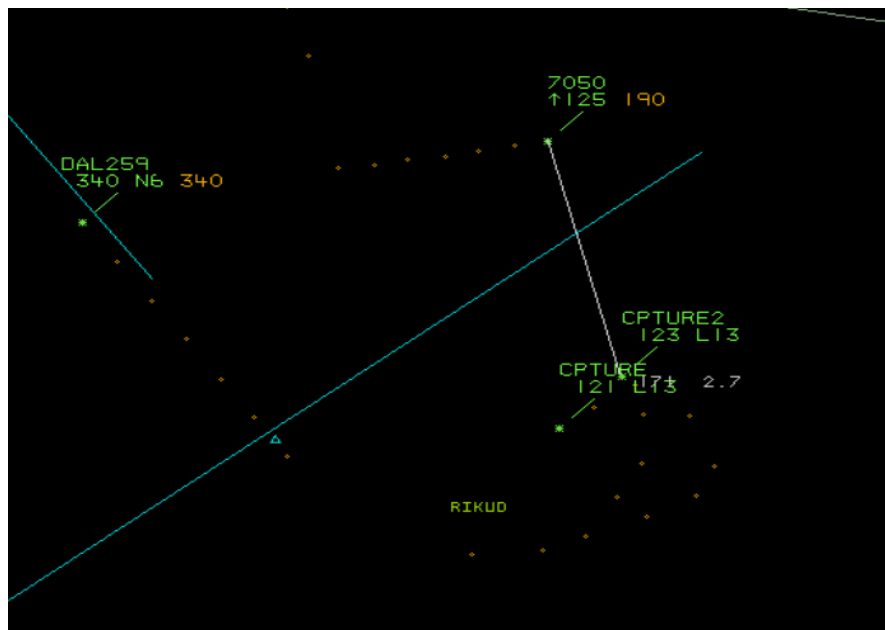 7050
↑125 190
DAL259
340 N6 340
CPTURE2
123 L13
CPTURE
121 L13
2.7
RIKUD